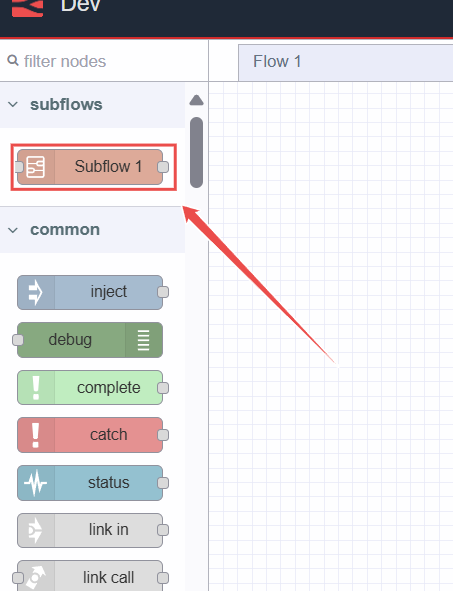 Dev
filter nodes
Flow 1
subflows
Subflow 1
common
inject
debug
complete
catch
status
link in
link call